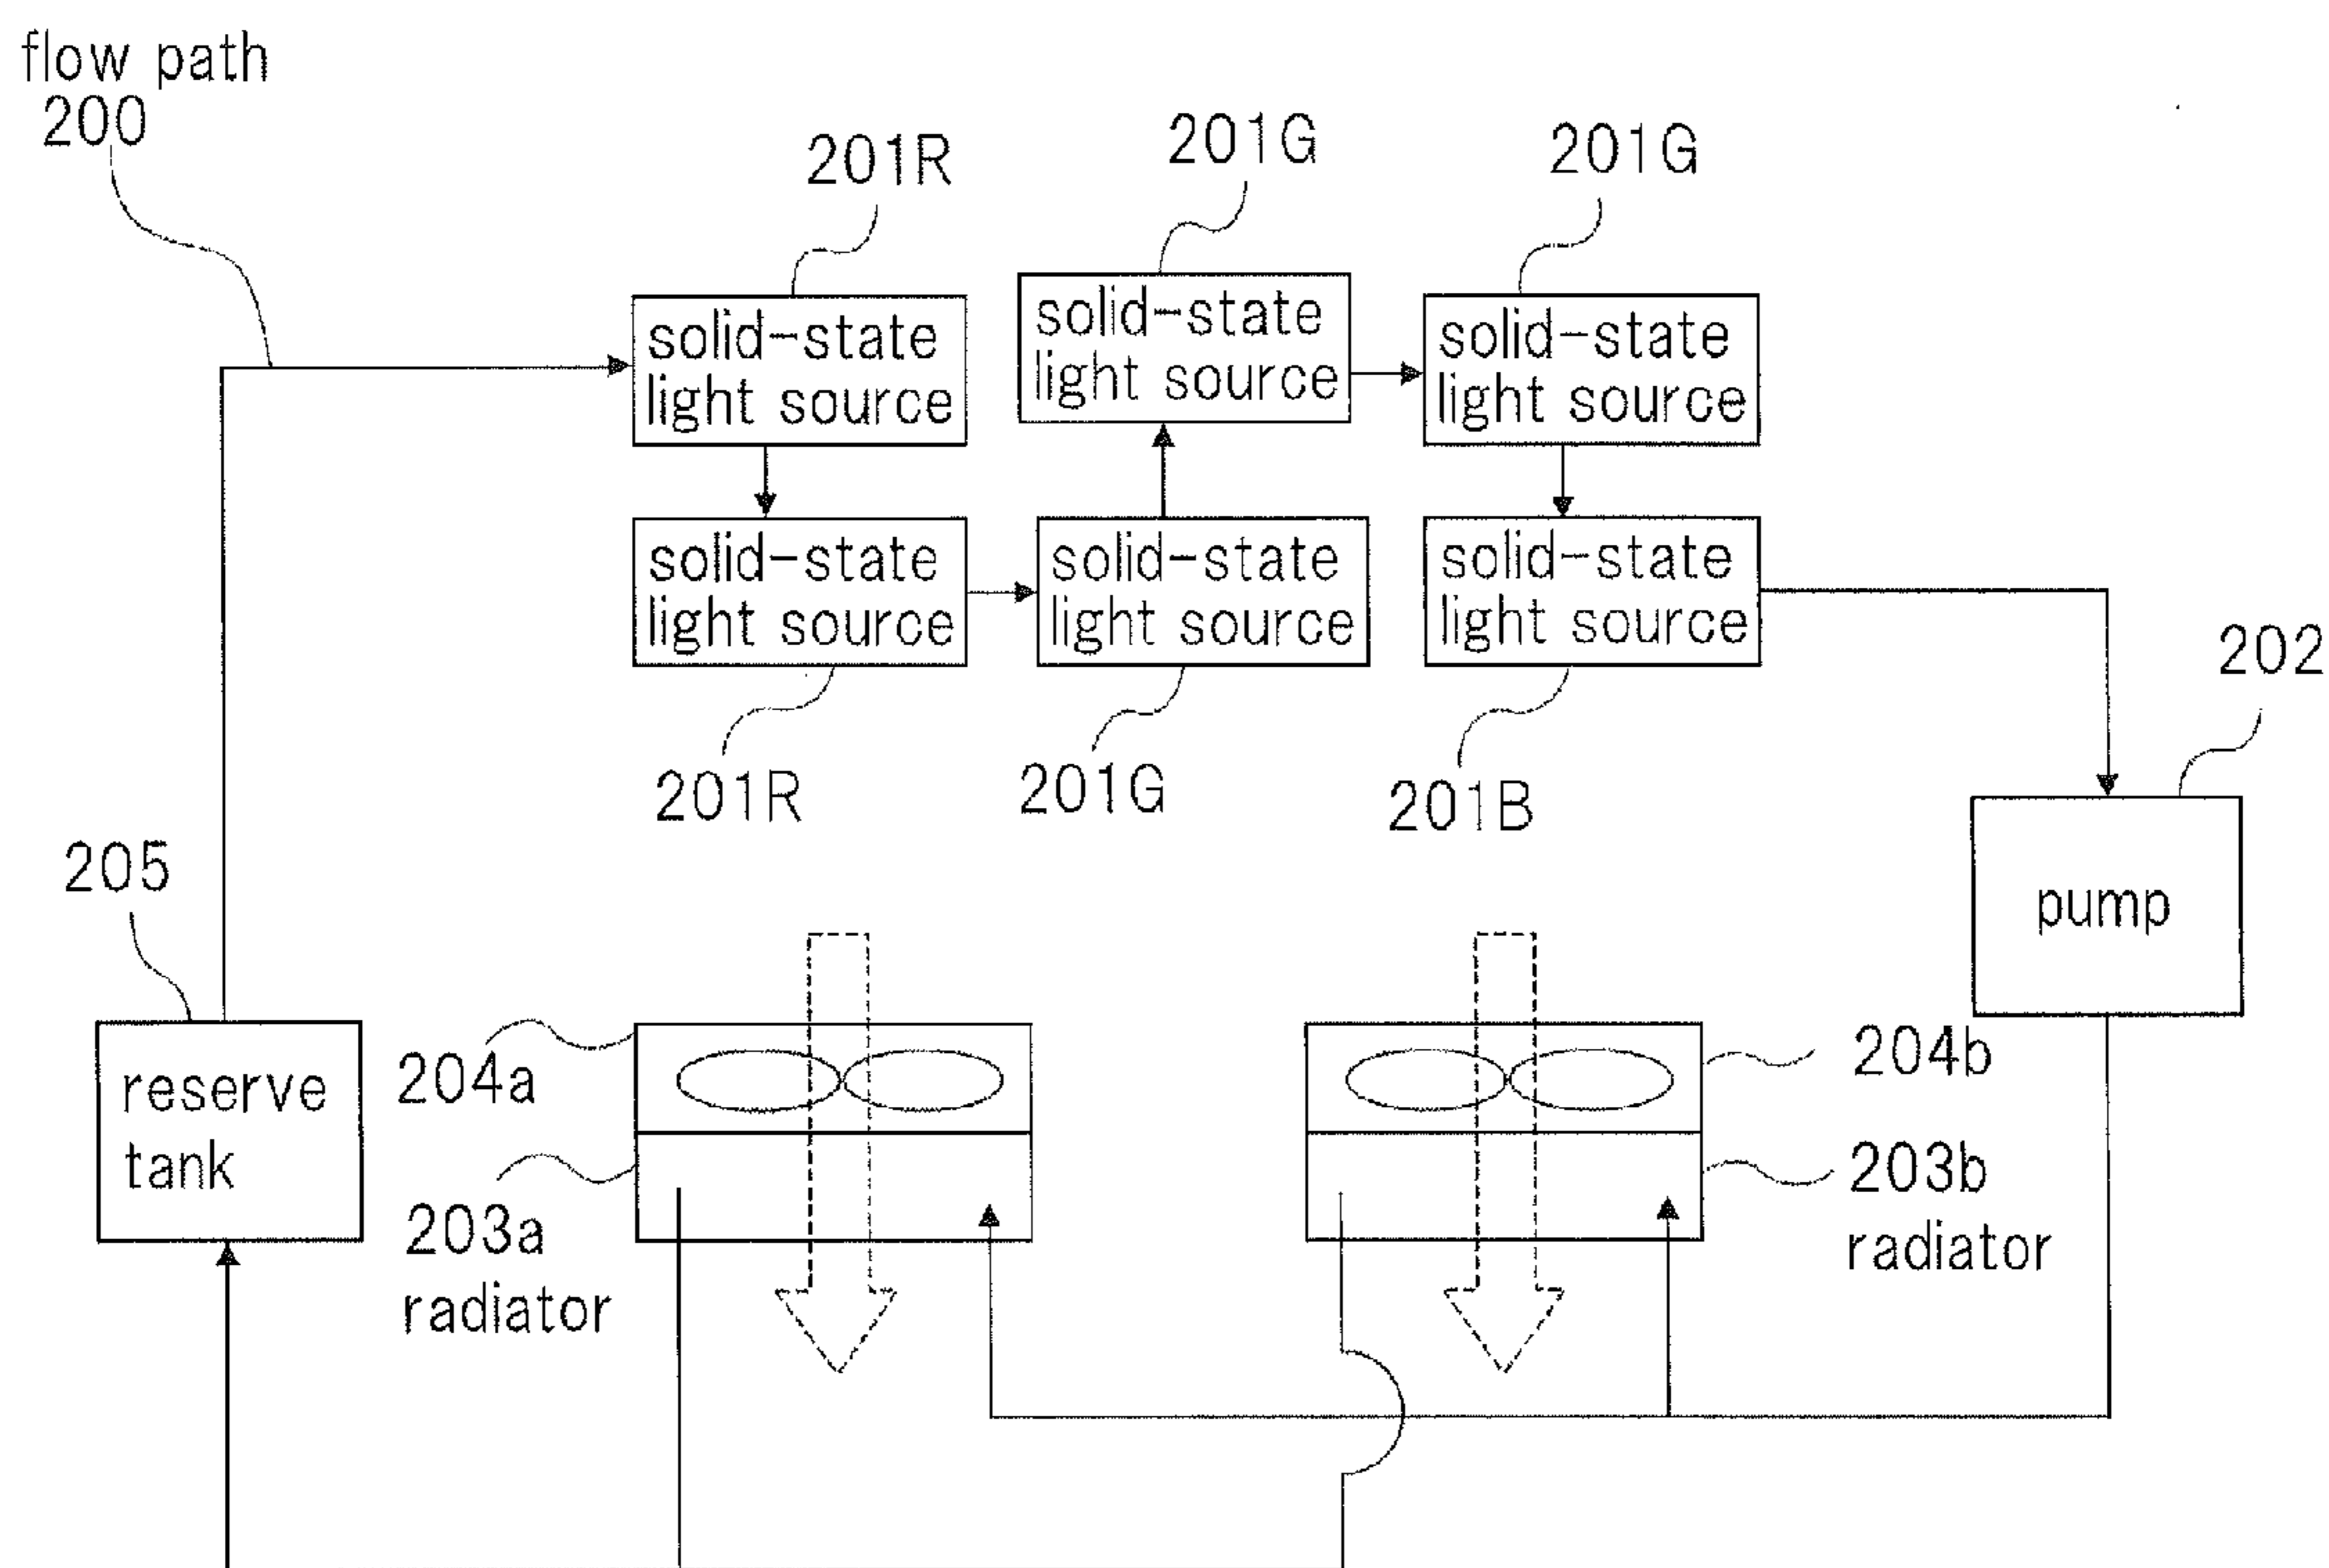 flow path
200
201R
201G
201G
solid-state
light source
solid-state
light source
solid-state
light source
solid-state
light source
solid-state
light source
solid-state
light source
201R
201G
201B
202
pump
205
reserve
tank
204a
203a
radiator
204b
203b
radiator